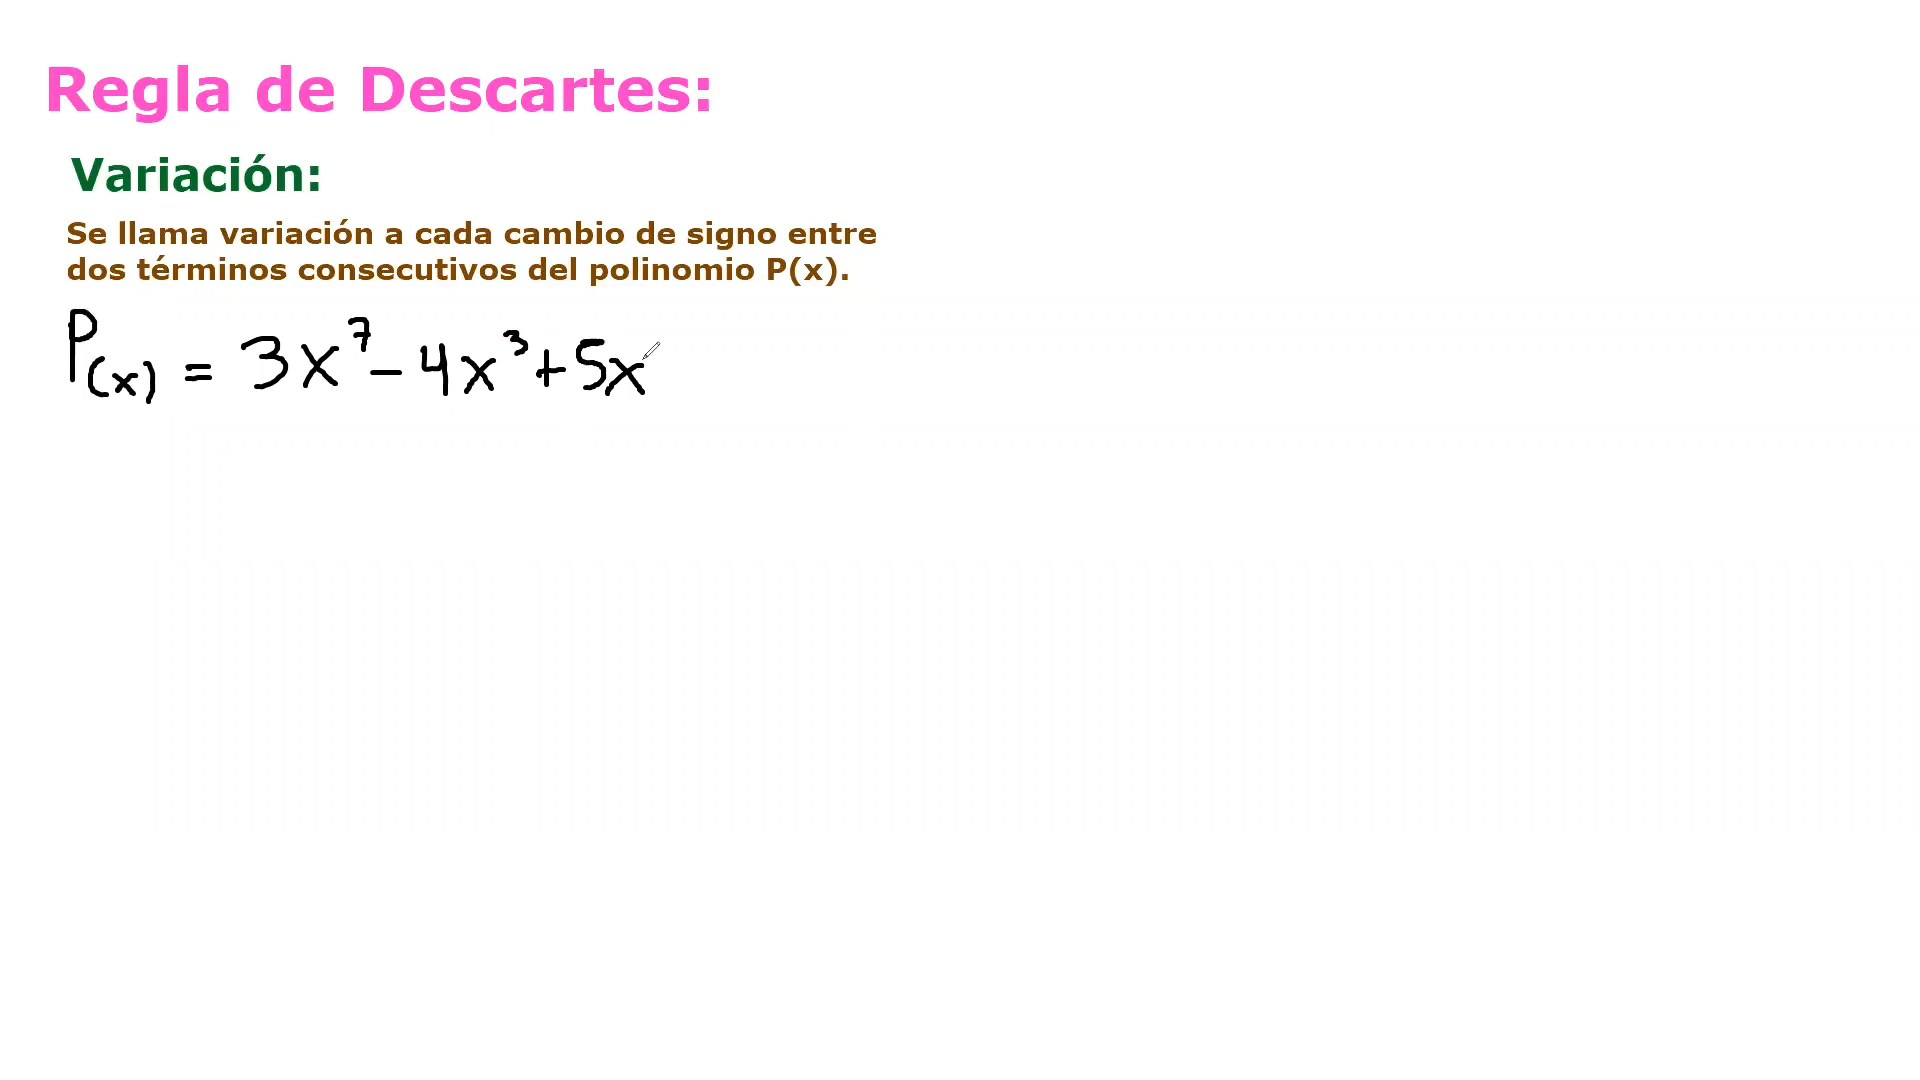 Regla de Descartes:
Variación:
Se llama variación a cada cambio de signo entre
dos términos consecutivos del polinomio P(x).
P(x) = 3x⁷ - 4x³ + 5x